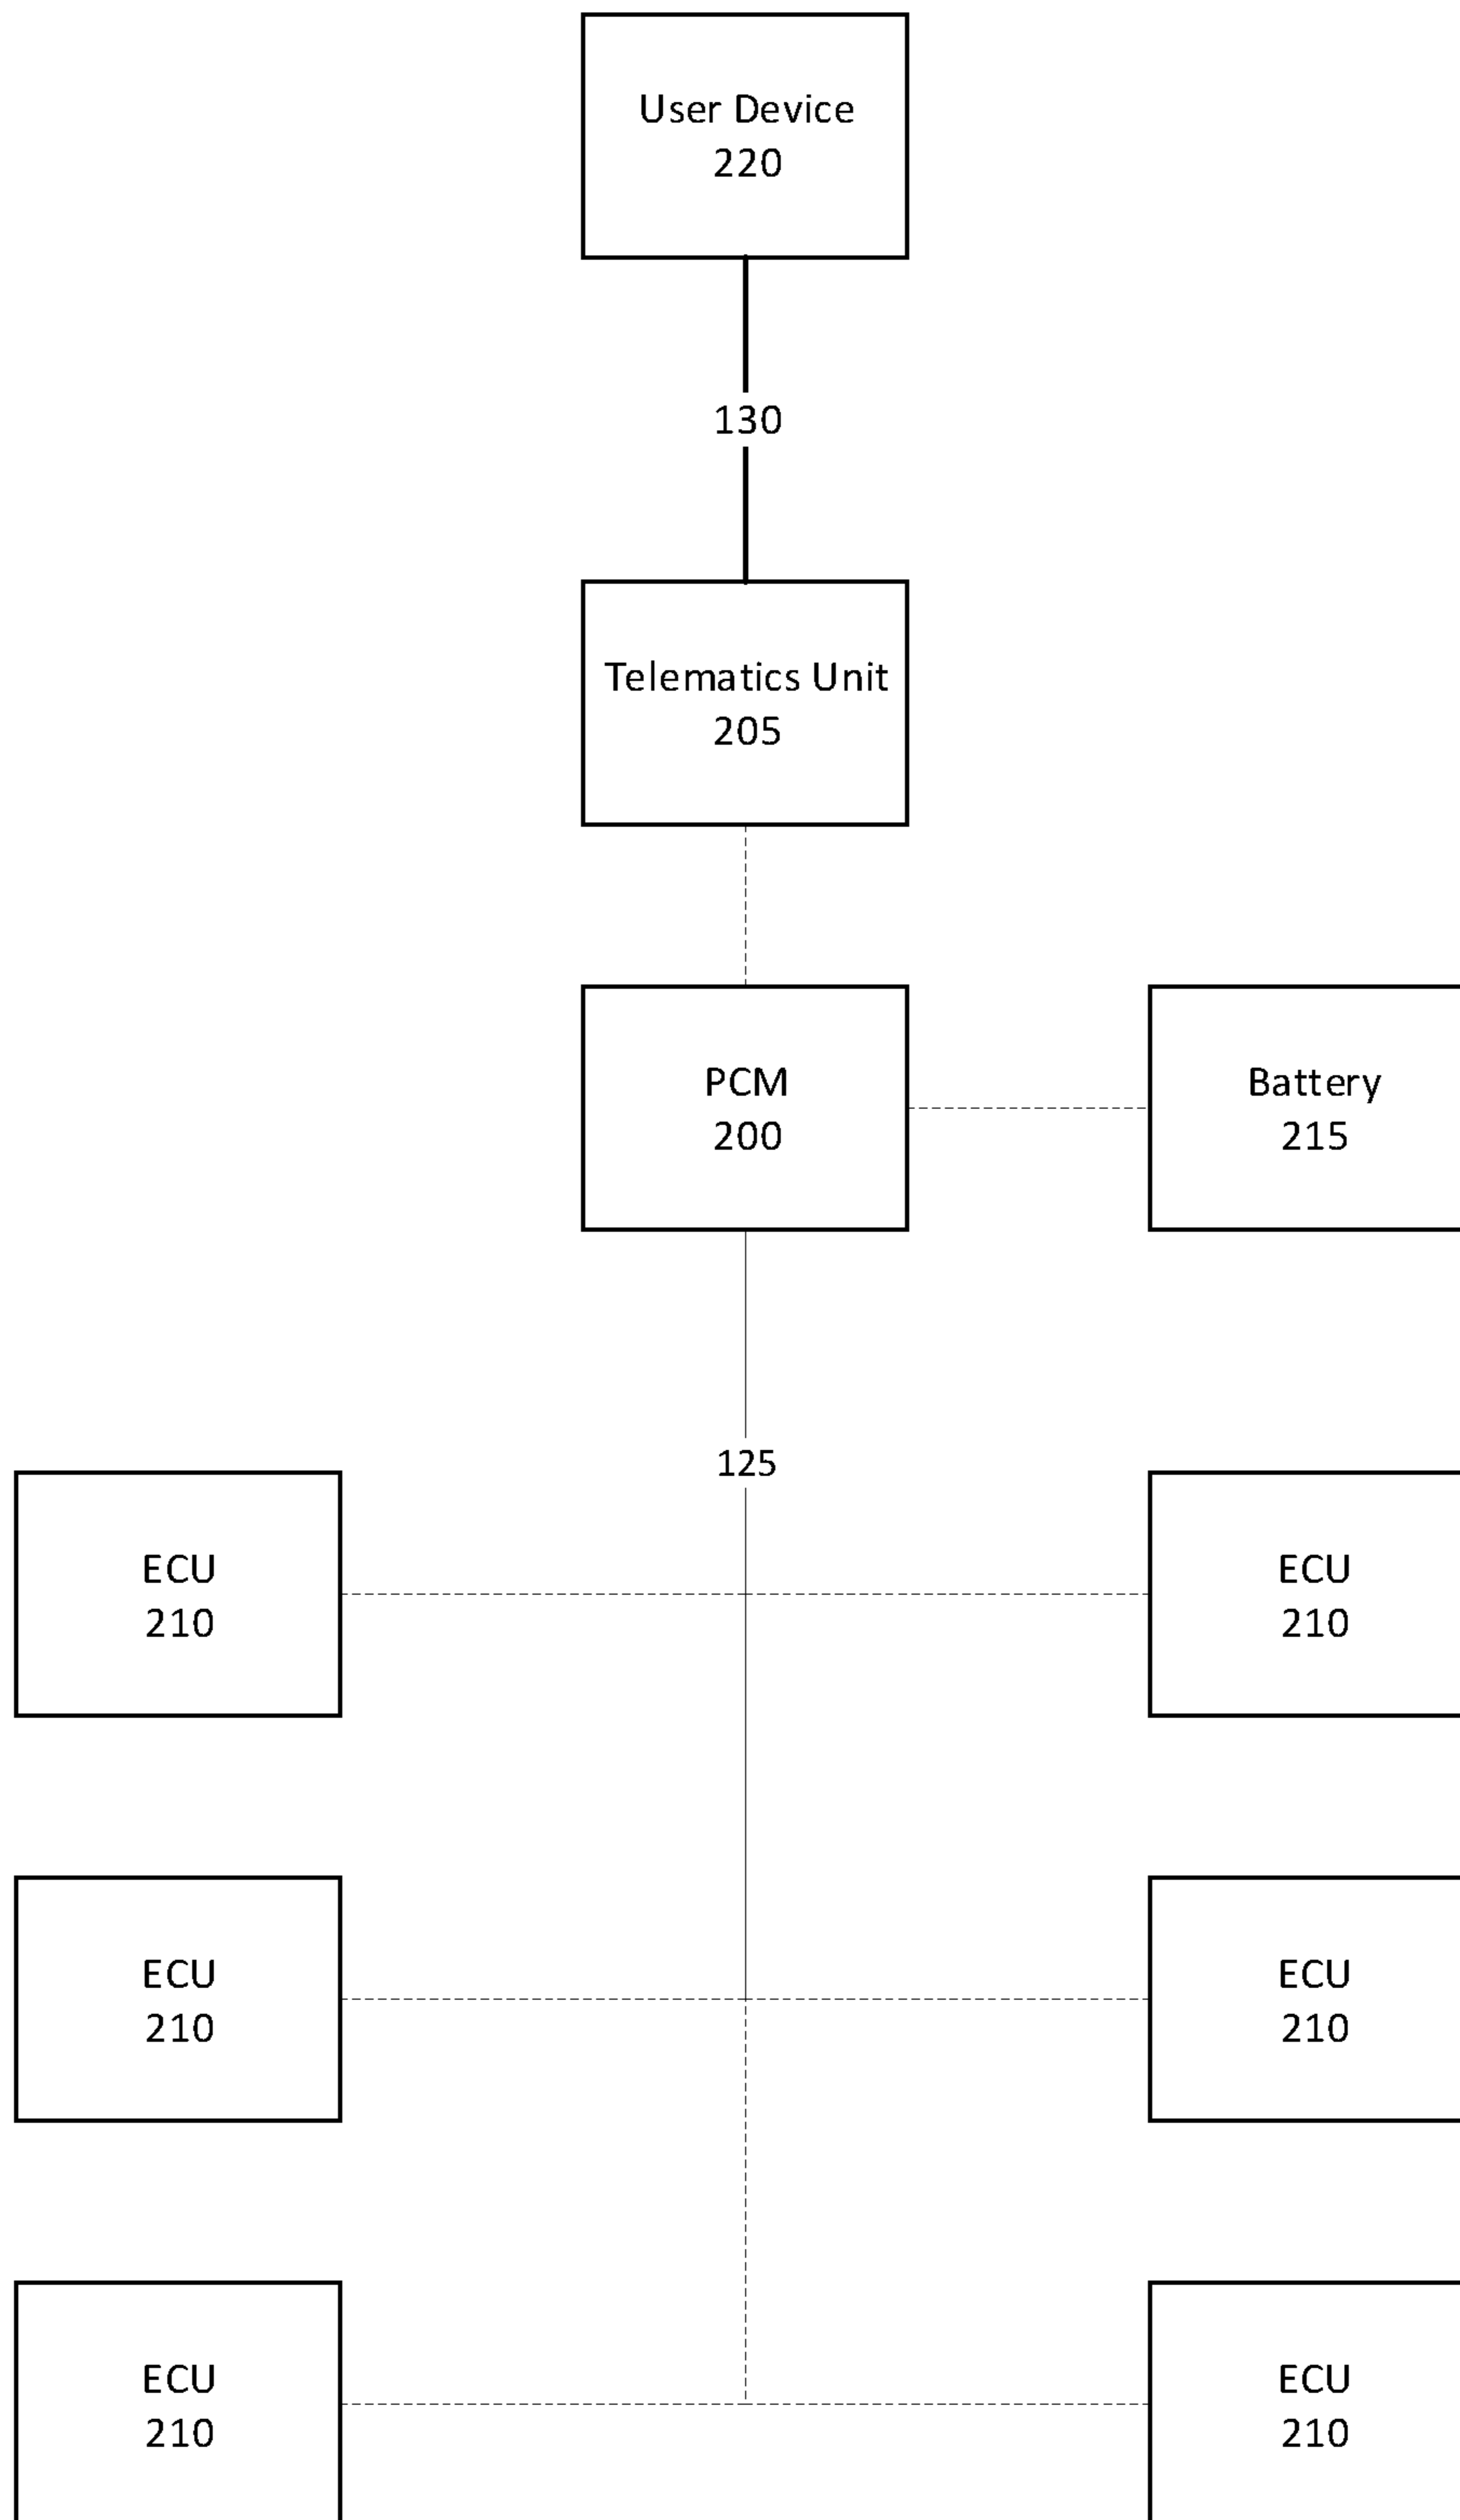 User Device
220
130
Telematics Unit
205
PCM
200
Battery
215
125
ECU
210
ECU
210
ECU
210
ECU
210
ECU
210
ECU
210